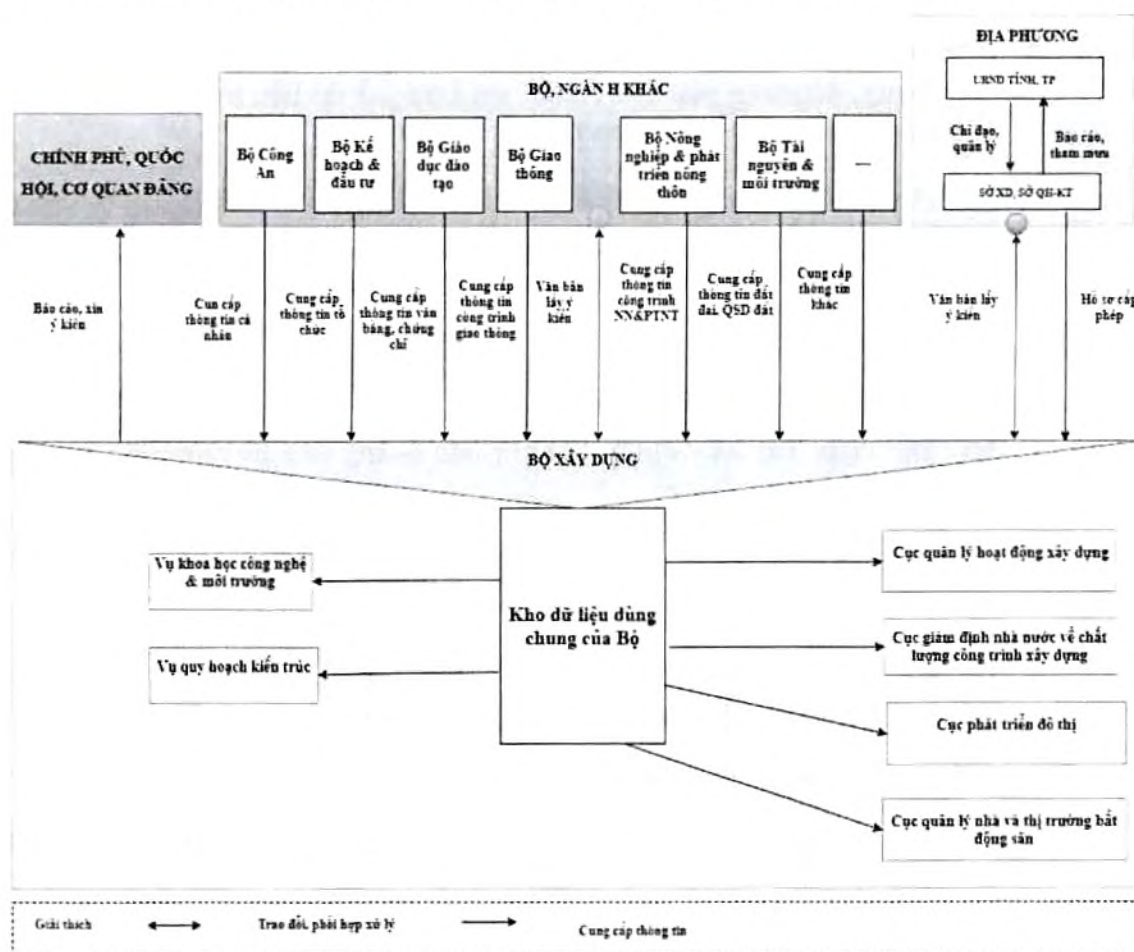 ĐỊA PHƯƠNG
UBND TỈNH, TP
Chỉ đạo,
quản lý
Báo cáo,
tham mưu
SỞ XD, SỞ QH-KT
BỘ, NGÀN H KHÁC
CHÍNH PHỦ, QUỐC
HỘI, CƠ QUAN ĐẢNG
Bộ Công
An
Bộ Kế
hoạch &
đầu tư
Bộ Giáo
dục đào
tạo
Bộ Giao
thông
Bộ Nông
nghiệp & phát
triển nông
thôn
Bộ Tài
nguyên &
môi trường
...
Báo cáo, xin
ý kiến
Cun cấp
thông tin cá
nhân
Cung cấp
thông tin tổ
chức
Cung cấp
thông tin văn
bằng, chứng
chỉ
Cung cấp
thông tin
công trình
giao thông
Văn bản
lấy ý
kiến
Cung cấp
thông tin
công trình
NN&PTNT
Cung cấp
thông tin đất
đai, QSD đất
Cung cấp
thông tin
khác
Văn bản lấy
ý kiến
Hồ sơ cấp
phép
BỘ XÂY DỰNG
Vụ khoa học công nghệ
& môi trường
Vụ quy hoạch kiến trúc
Kho dữ liệu dùng
chung của Bộ
Cục quản lý hoạt động xây dựng
Cục giám định nhà nước về chất
lượng công trình xây dựng
Cục phát triển đô thị
Cục quản lý nhà và thị trường bất
động sản
Giải thích
Trao đổi, phối hợp xử lý
Cung cấp thông tin